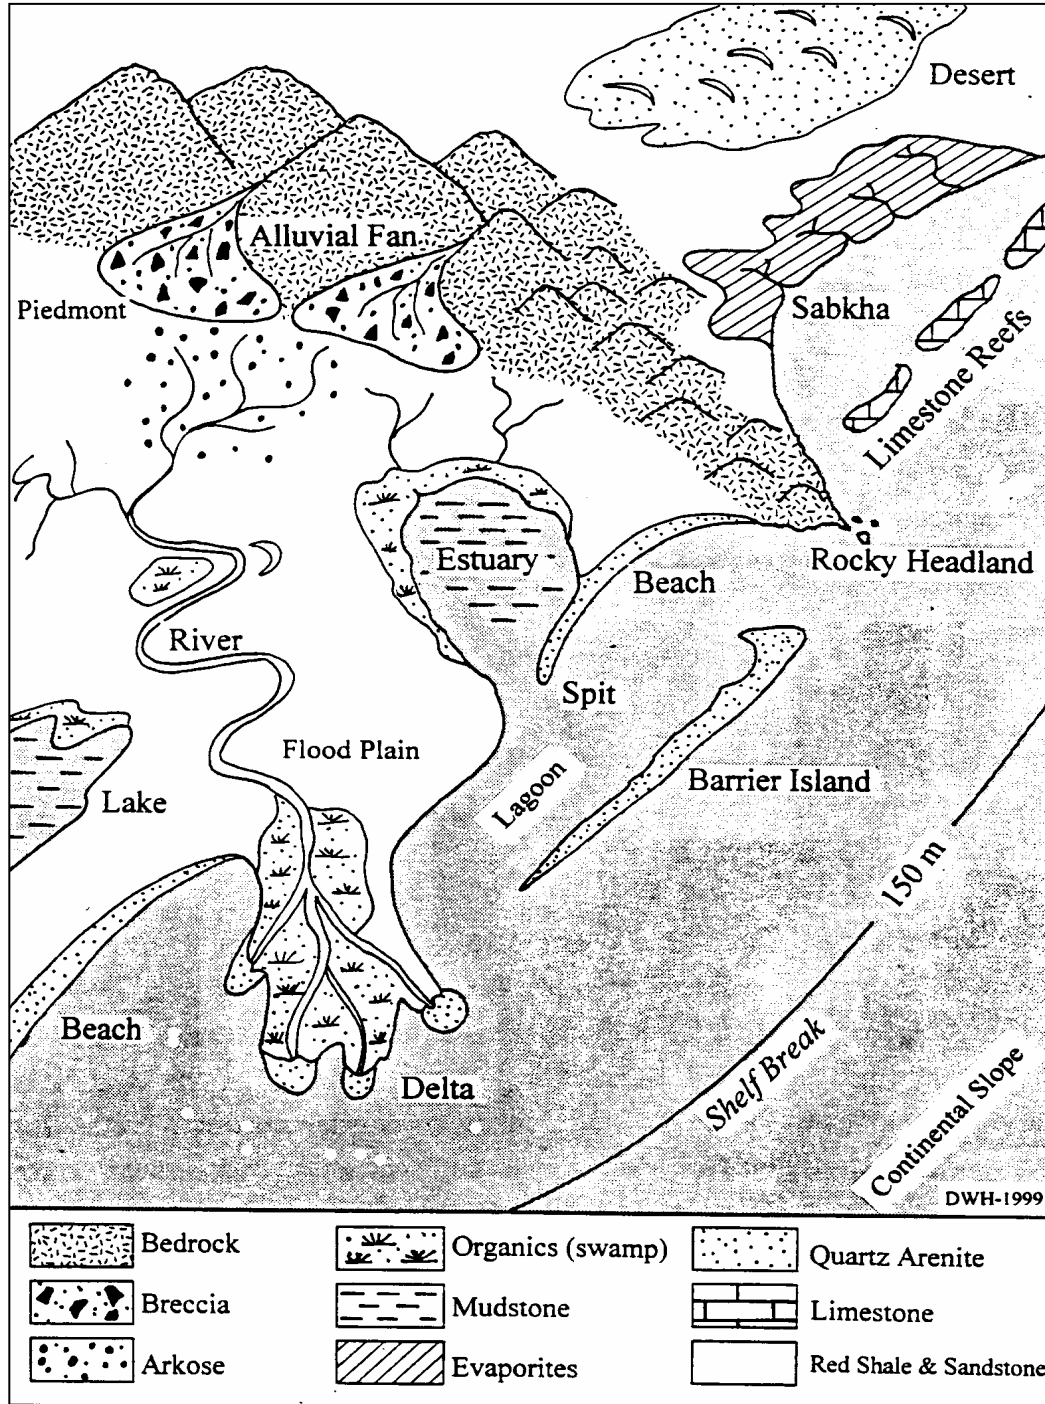 Desert
Alluvial Fan
Piedmont
Sabkha
Limestone Reefs
Estuary
Beach
Rocky Headland
River
Spit
Flood Plain
Lagoon
Barrier Island
Lake
150 m
Beach
Delta
Shelf Break
Continental Slope
DWH-1999
Bedrock
Organics (swamp)
Quartz Arenite
Breccia
Mudstone
Limestone
Arkose
Evaporites
Red Shale & Sandstone